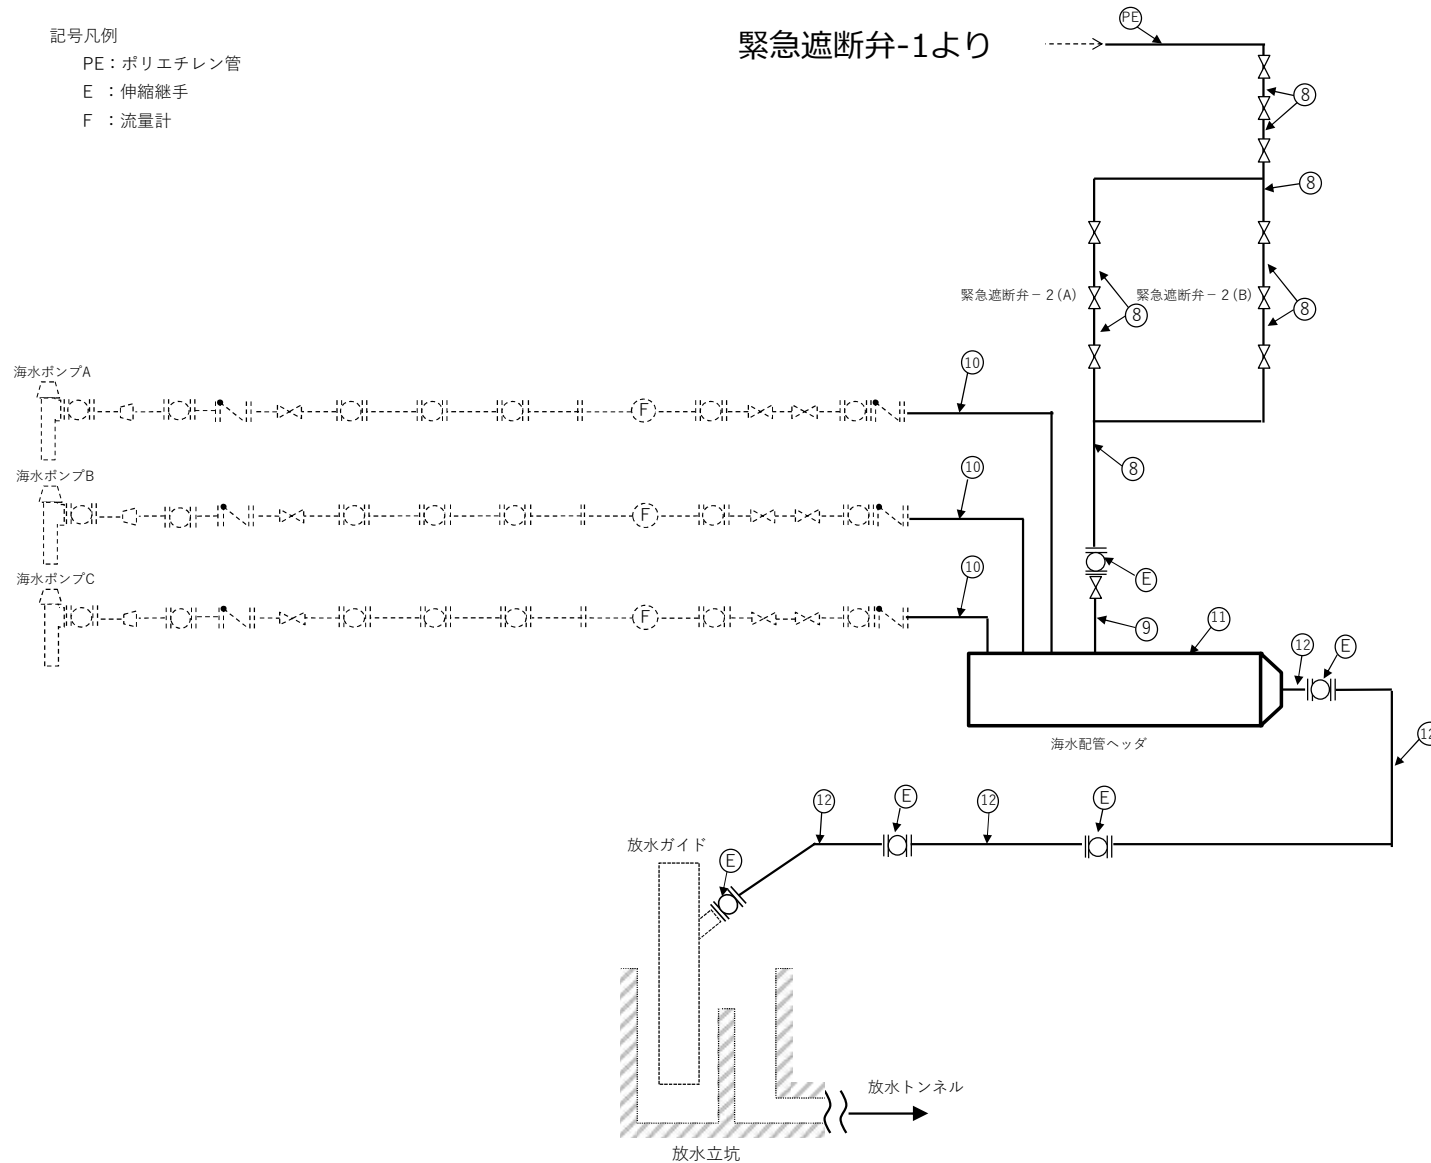 記号凡例
PE：ポリエチレン管
E ：伸縮継手
F ：流量計
緊急遮断弁-1より
PE
8
8
緊急遮断弁－２(A)
緊急遮断弁－２(B)
8
8
海水ポンプA
F
10
8
海水ポンプB
F
10
海水ポンプC
F
10
E
9
11
12
E
海水配管ヘッダ
12
12
E
12
E
放水ガイド
E
放水トンネル
放水立坑